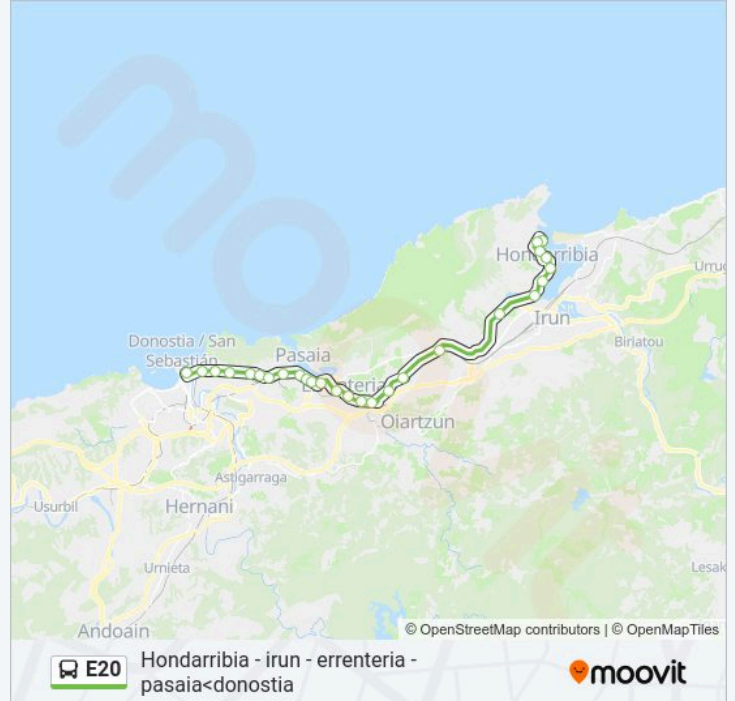 Hondarribia
Urrug
Irun
Biriatou
Donostia / San
Sebastián
Pasaia
Errenteria
Oiartzun
Astigarraga
Usurbil
Hernani
Urnieta
Lesak
Andoain
© OpenStreetMap contributors | © OpenMapTiles
E20
Hondarribia - irun - errenteria -
pasaia<donostia
moovit
mo